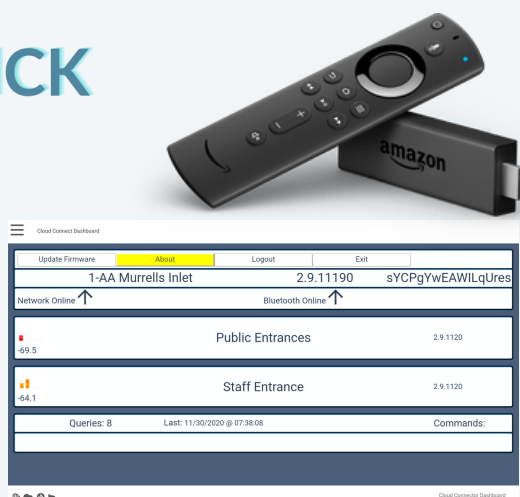 ICK
amazon
Cloud Connect Dashboard
Update Firmware About Logout Exit
1-AA Murrells Inlet 2.9.11190 sYCPgYwEAWILqUres
Network Online Bluetooth Online
Public Entrances 2.9.1120
-69.5
Staff Entrance 2.9.1120
-64.1
Queries: 8 Last: 11/30/2020 @ 07:38:08 Commands:
Cloud Connector Dashboard